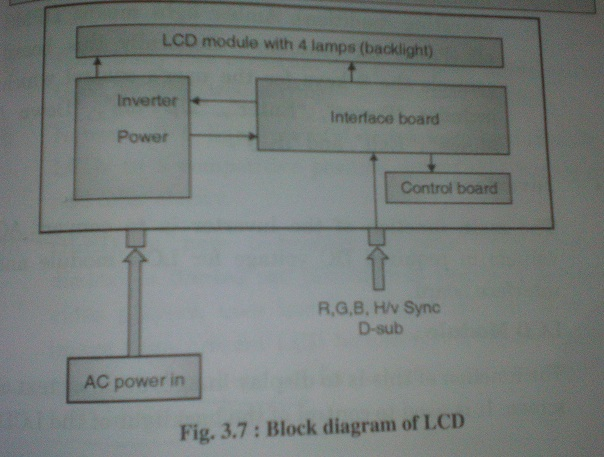 LCD module with 4 lamps (backlight)
Inverter
Power
Interface board
Control board
R,G,B, H/v Sync
D-sub
AC power in
Fig. 3.7 : Block diagram of LCD